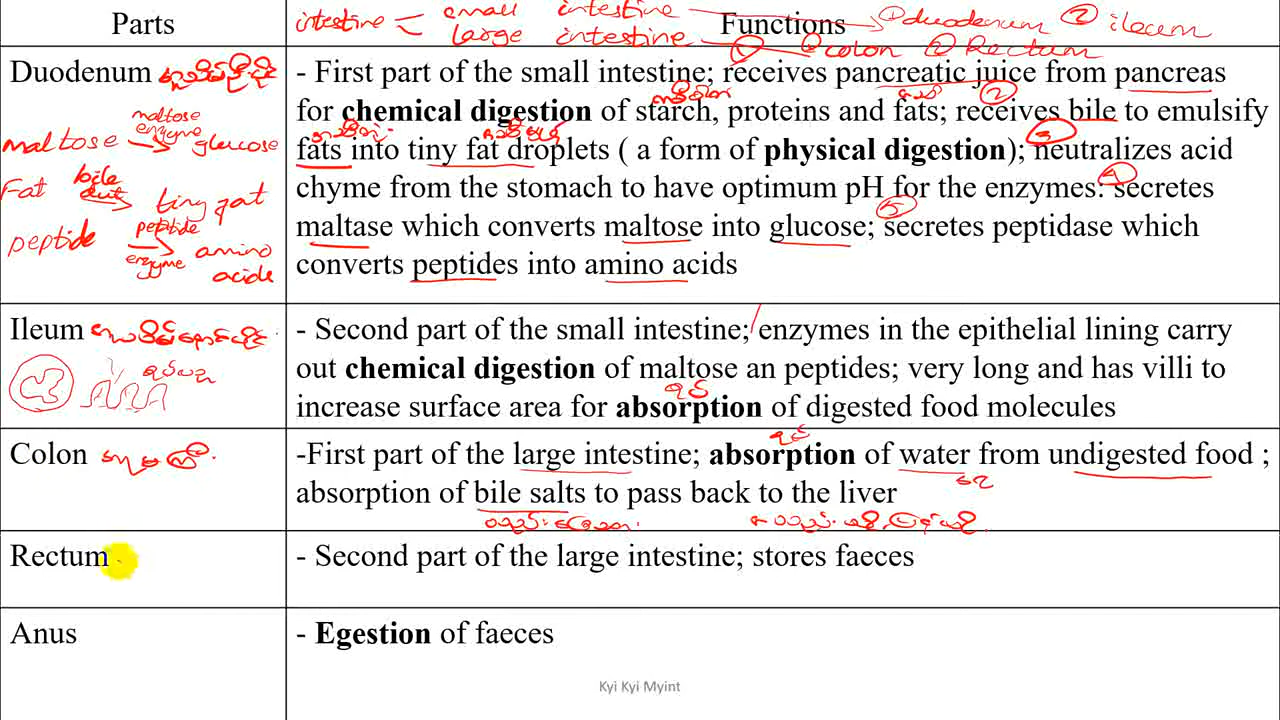 Parts
intestine < small intestine → ① duodenum ② ileum
large intestine ① colon ② Rectum
Functions
Duodenum
maltose maltose enzyme → glucose
Fat bile → tiny fat
peptide peptide enzyme → amino acids
- First part of the small intestine; receives pancreatic juice from pancreas
for chemical digestion of starch, proteins and fats; receives bile to emulsify
fats into tiny fat droplets ( a form of physical digestion); neutralizes acid
chyme from the stomach to have optimum pH for the enzymes: secretes
maltase which converts maltose into glucose; secretes peptidase which
converts peptides into amino acids
② ③ ④ ⑤
Ileum
- Second part of the small intestine; enzymes in the epithelial lining carry
out chemical digestion of maltose an peptides; very long and has villi to
increase surface area for absorption of digested food molecules
Colon
-First part of the large intestine; absorption of water from undigested food ;
absorption of bile salts to pass back to the liver
Rectum
- Second part of the large intestine; stores faeces
Anus
- Egestion of faeces
Kyi Kyi Myint